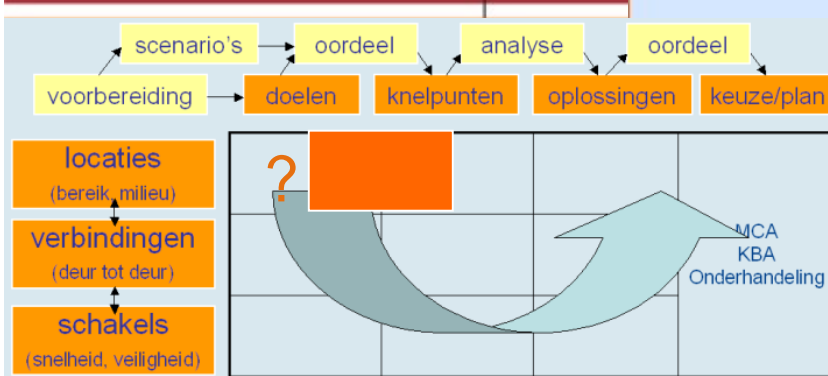 scenario's oordeel analyse oordeel
voorbereiding doelen knelpunten oplossingen keuze/plan
locaties
(bereik, milieu)
?
verbindingen
(deur tot deur)
MCA
KBA
Onderhandeling
schakels
(snelheid, veiligheid)